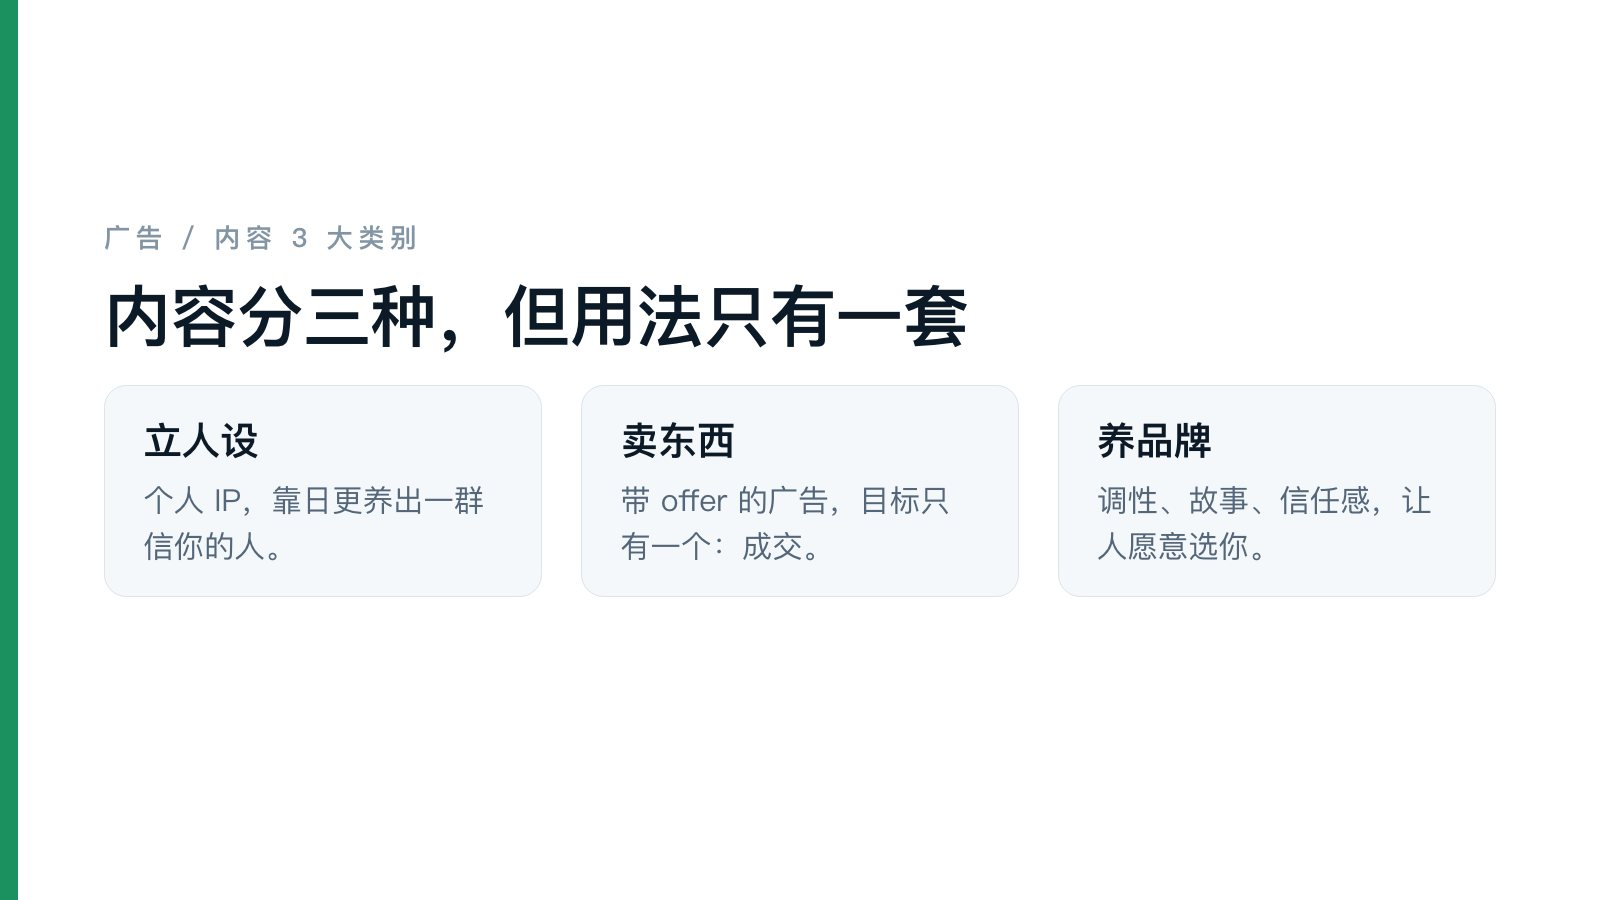 广告 / 内容 3 大类别
内容分三种，但用法只有一套
立人设
个人 IP，靠日更养出一群
信你的人。
卖东西
带 offer 的广告，目标只
有一个：成交。
养品牌
调性、故事、信任感，让
人愿意选你。